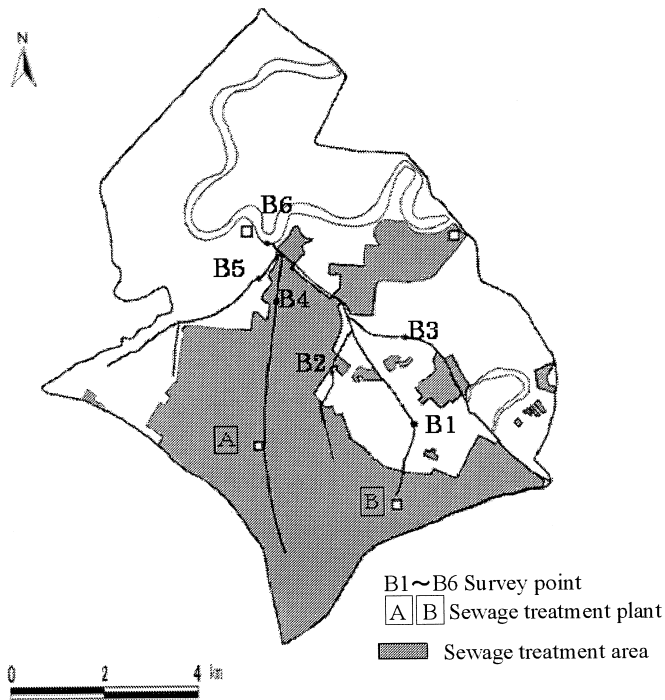 N
B6
B5
B4
B3
B2
B1
A
B
B1～B6 Survey point
A B Sewage treatment plant
Sewage treatment area
0 2 4 km